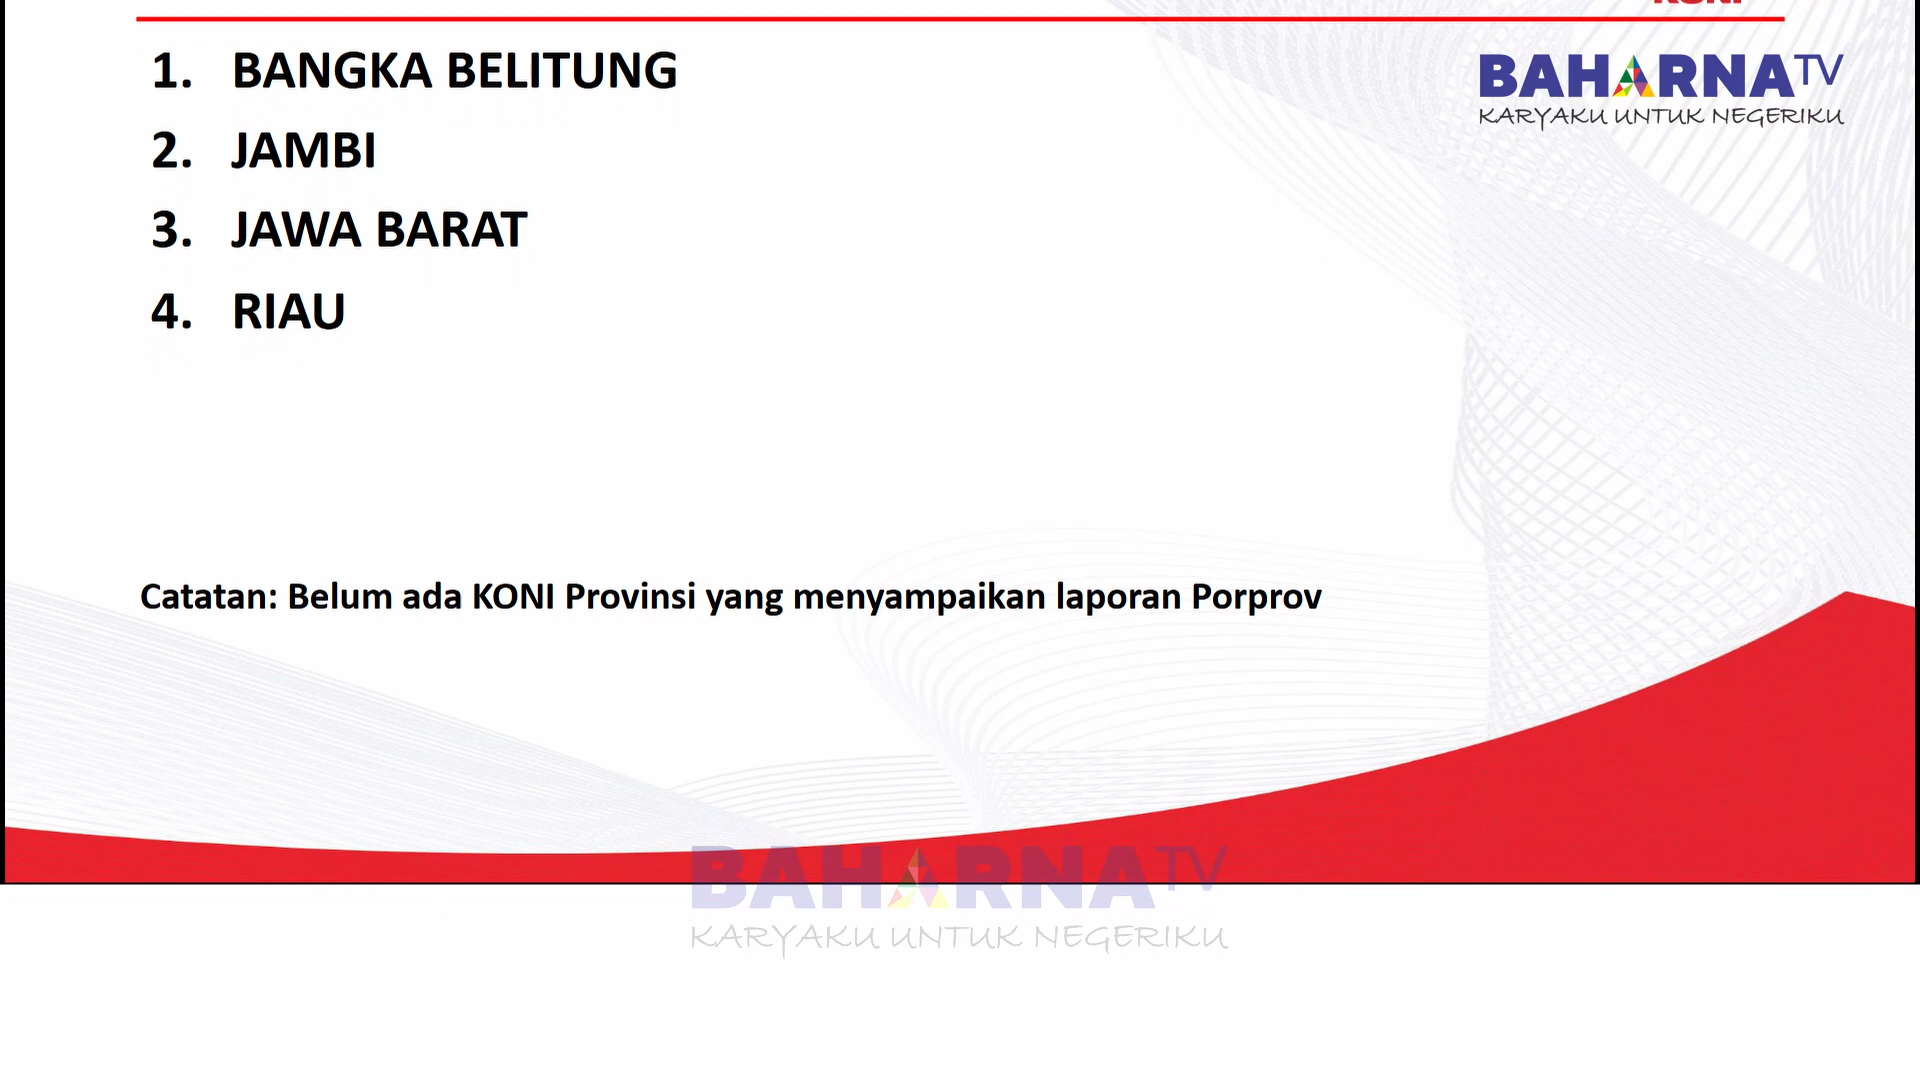 KONI
BAHARNATV
KARYAKU UNTUK NEGERIKU
1. BANGKA BELITUNG
2. JAMBI
3. JAWA BARAT
4. RIAU
Catatan: Belum ada KONI Provinsi yang menyampaikan laporan Porprov
BAHARNATV
KARYAKU UNTUK NEGERIKU